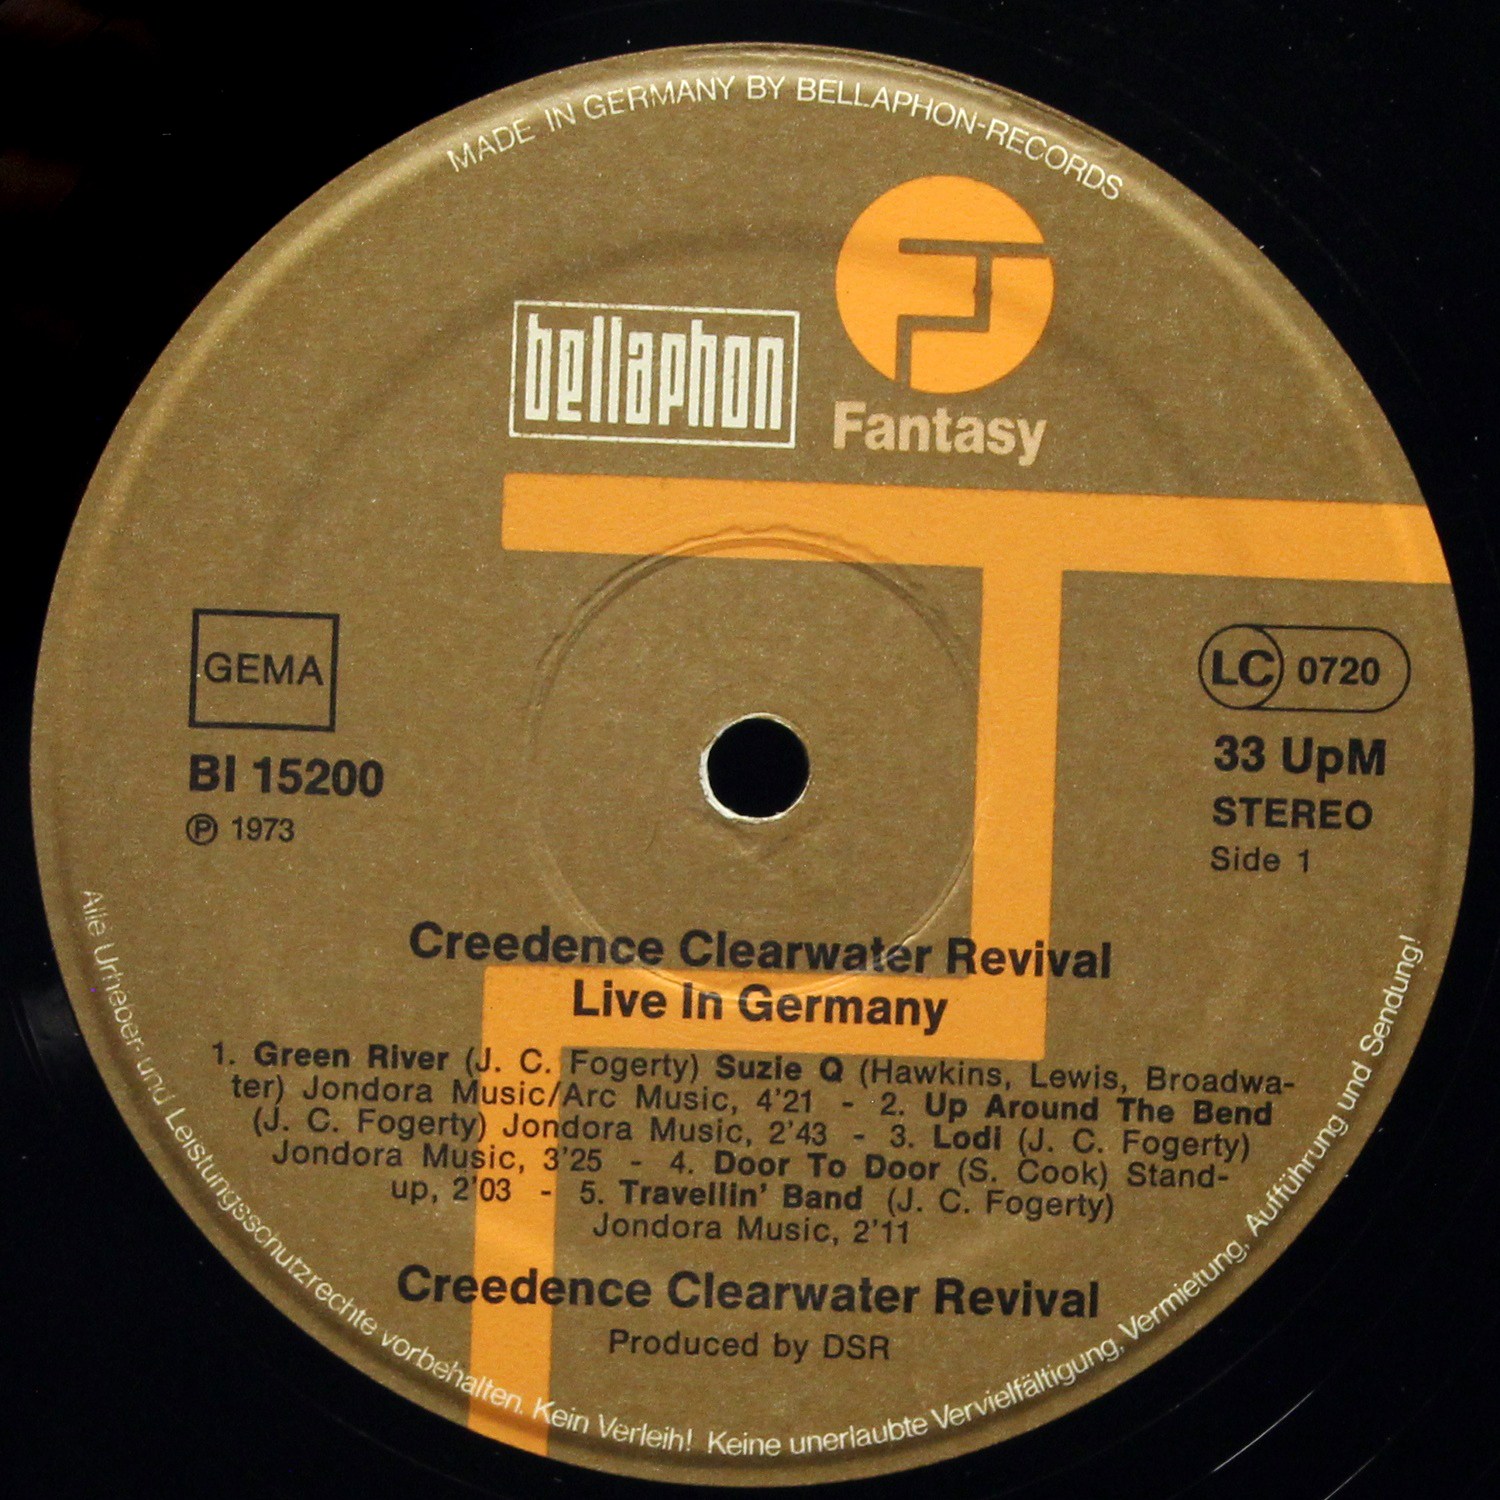 MADE IN GERMANY BY BELLAPHON-RECORDS
bellaphon
Fantasy
GEMA
BI 15200
℗ 1973
LC 0720
33 UpM
STEREO
Side 1
Creedence Clearwater Revival
Live In Germany
1. Green River (J. C. Fogerty) Suzie Q (Hawkins, Lewis, Broadwa-
ter) Jondora Music/Arc Music, 4'21 - 2. Up Around The Bend
(J. C. Fogerty) Jondora Music, 2'43 - 3. Lodi (J. C. Fogerty)
Jondora Music, 3'25 - 4. Door To Door (S. Cook) Stand-
up, 2'03 - 5. Travellin' Band (J. C. Fogerty)
Jondora Music, 2'11
Creedence Clearwater Revival
Produced by DSR
Alle Urheber- und Leistungsschutzrechte vorbehalten. Kein Verleih! Keine unerlaubte Vervielfältigung, Vermietung, Aufführung und Sendung!